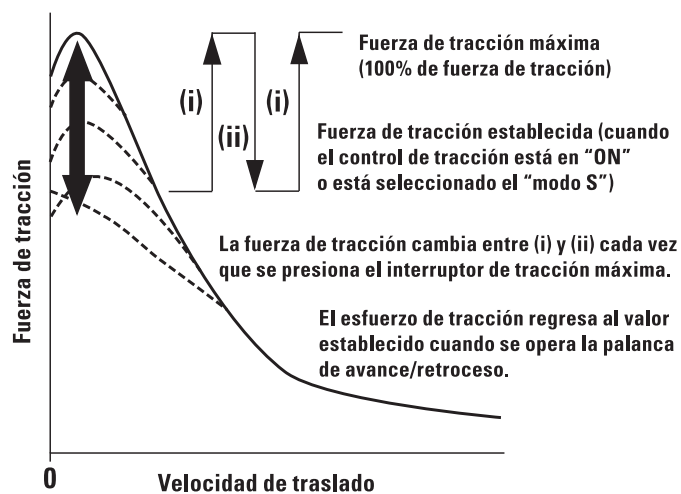 Fuerza de tracción máxima
(100% de fuerza de tracción)
(i)
(i)
(ii)
Fuerza de tracción establecida (cuando
el control de tracción está en “ON”
o está seleccionado el “modo S”)
La fuerza de tracción cambia entre (i) y (ii) cada vez
que se presiona el interruptor de tracción máxima.
El esfuerzo de tracción regresa al valor
establecido cuando se opera la palanca
de avance/retroceso.
Fuerza de tracción
0
Velocidad de traslado